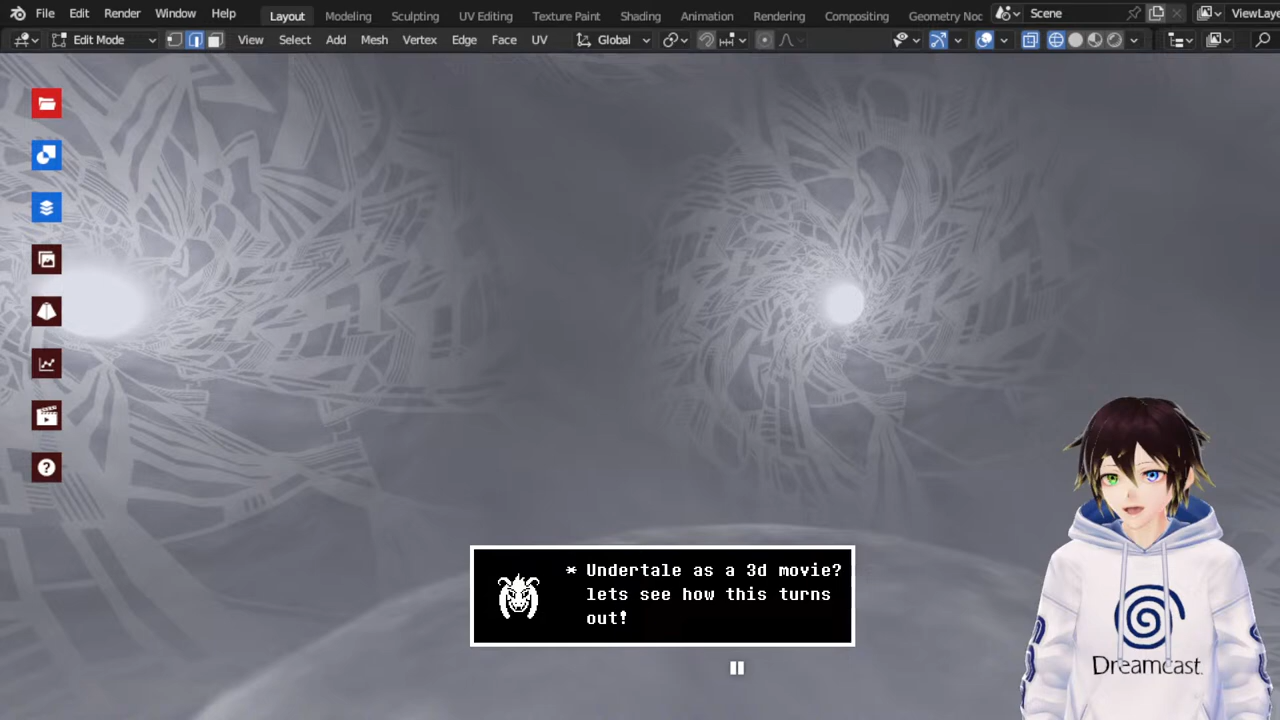 File Edit Render Window Help Layout Modeling Sculpting UV Editing Texture Paint Shading Animation Rendering Compositing Geometry Noc Scene ViewLaye
Edit Mode View Select Add Mesh Vertex Edge Face UV Global
* Undertale as a 3d movie?
lets see how this turns
out!
Dreamcast.